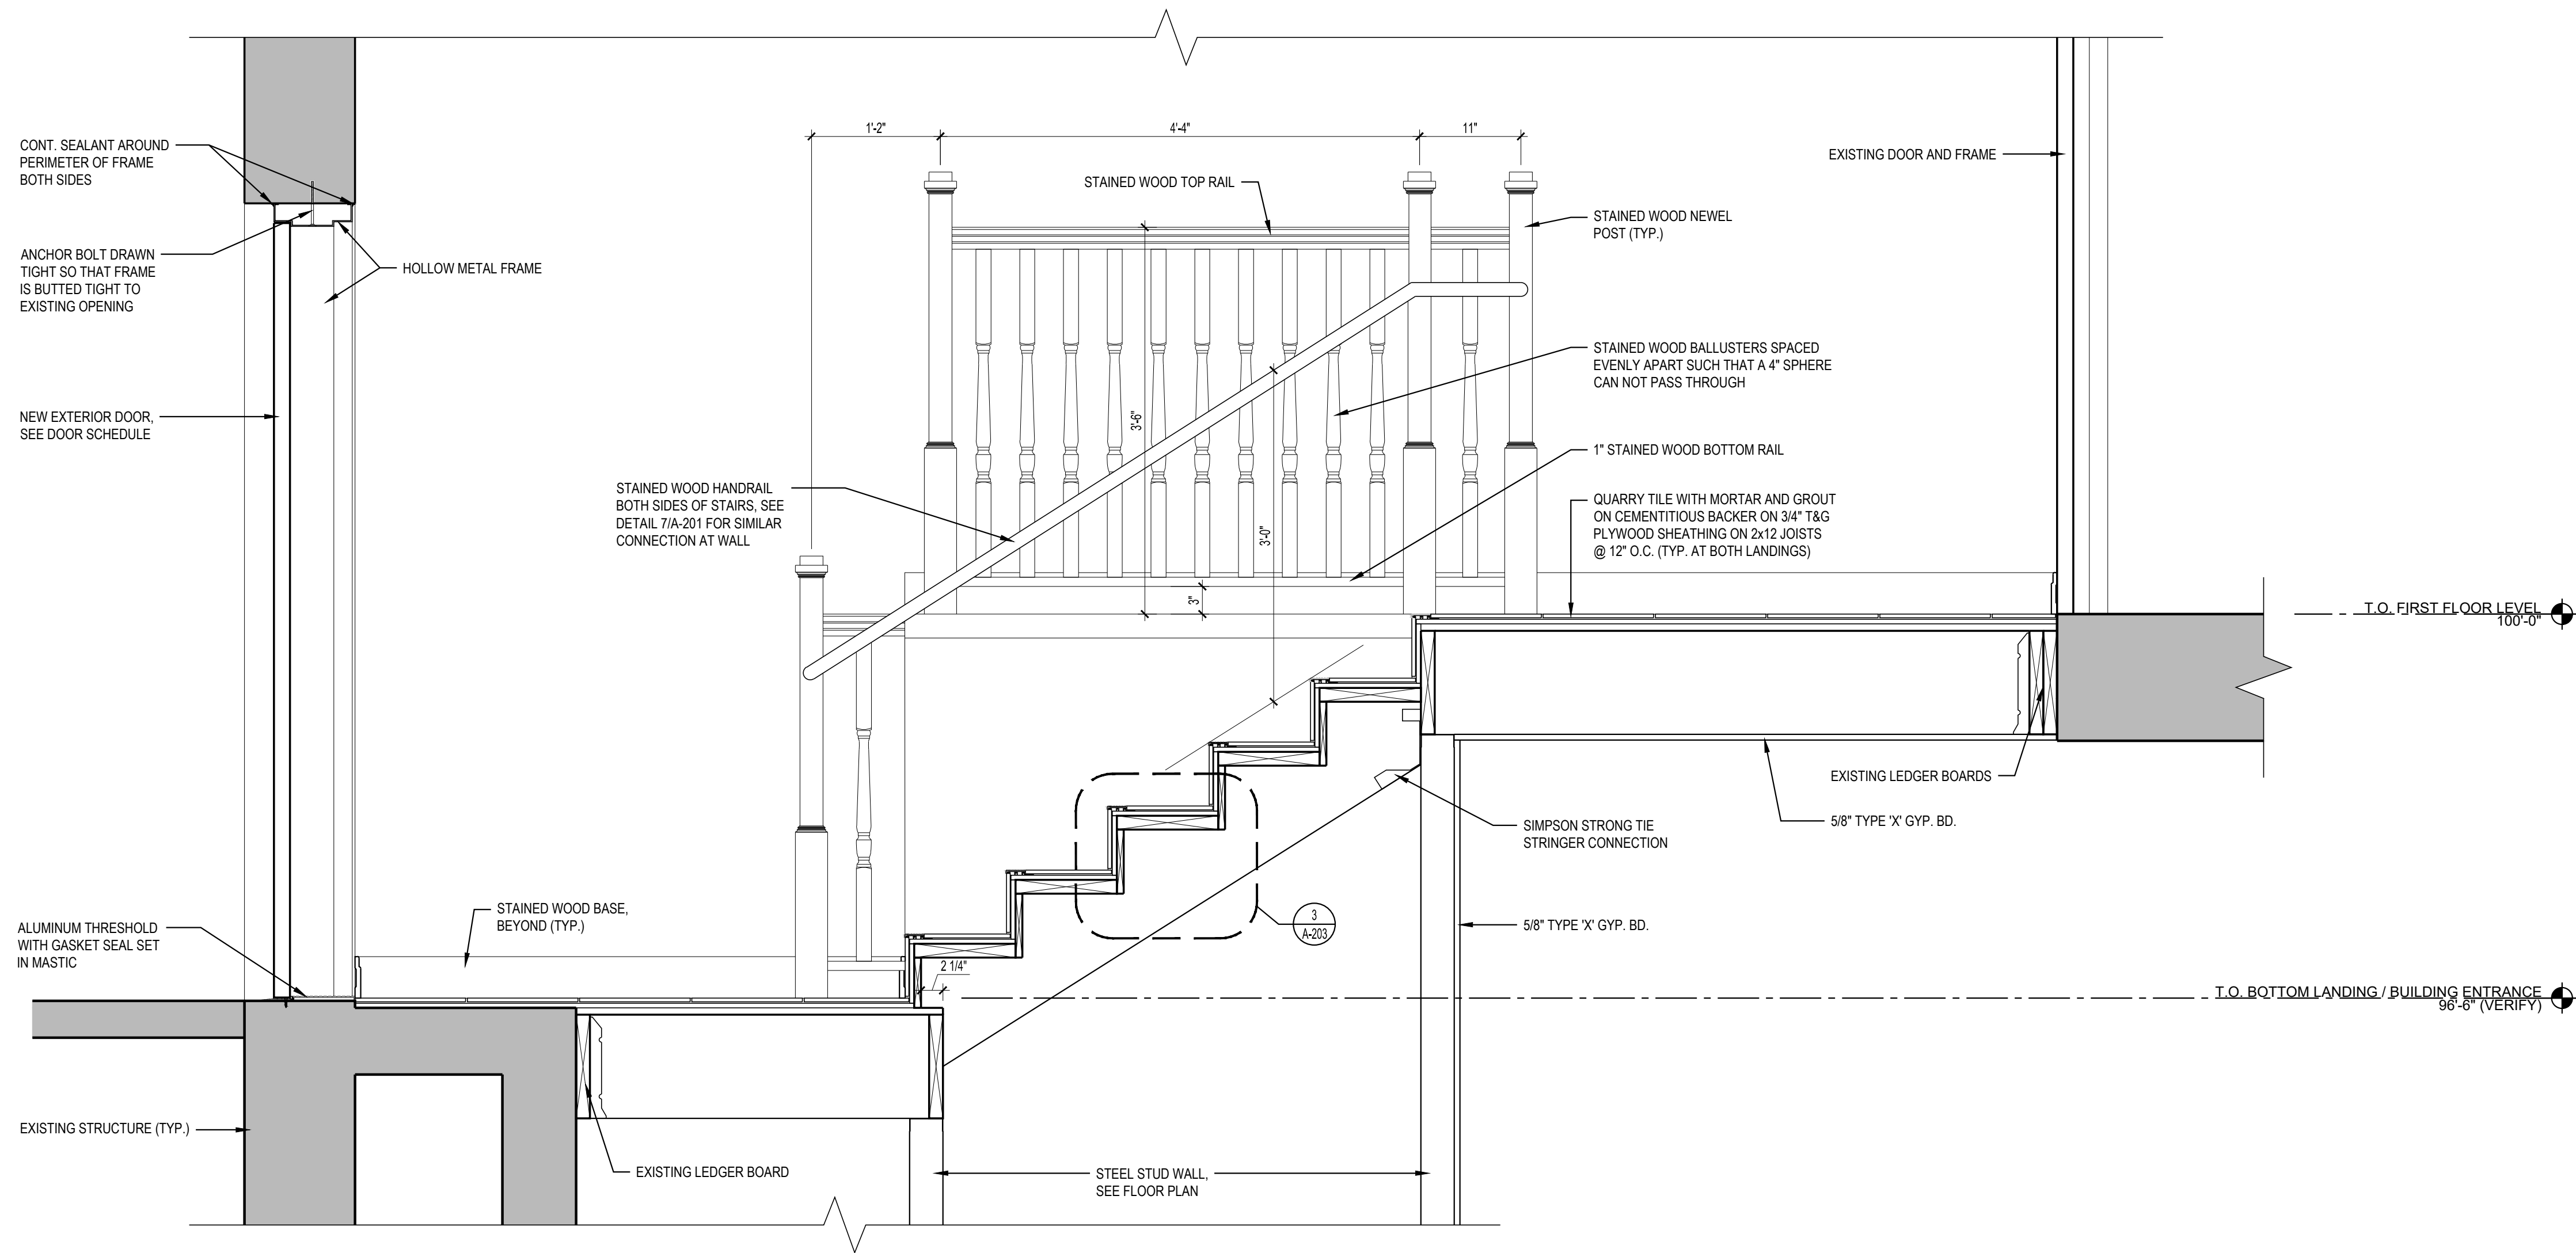 1'-2"
4'-4"
11"
CONT. SEALANT AROUND
PERIMETER OF FRAME
BOTH SIDES
EXISTING DOOR AND FRAME
STAINED WOOD TOP RAIL
STAINED WOOD NEWEL
POST (TYP.)
ANCHOR BOLT DRAWN
TIGHT SO THAT FRAME
IS BUTTED TIGHT TO
EXISTING OPENING
HOLLOW METAL FRAME
STAINED WOOD BALLUSTERS SPACED
EVENLY APART SUCH THAT A 4" SPHERE
CAN NOT PASS THROUGH
NEW EXTERIOR DOOR,
SEE DOOR SCHEDULE
3'-6"
1" STAINED WOOD BOTTOM RAIL
STAINED WOOD HANDRAIL
BOTH SIDES OF STAIRS, SEE
DETAIL 7/A-201 FOR SIMILAR
CONNECTION AT WALL
3'-0"
QUARRY TILE WITH MORTAR AND GROUT
ON CEMENTITIOUS BACKER ON 3/4" T&G
PLYWOOD SHEATHING ON 2x12 JOISTS
@ 12" O.C. (TYP. AT BOTH LANDINGS)
3"
T.O. FIRST FLOOR LEVEL
100'-0"
EXISTING LEDGER BOARDS
5/8" TYPE 'X' GYP. BD.
SIMPSON STRONG TIE
STRINGER CONNECTION
STAINED WOOD BASE,
BEYOND (TYP.)
3
A-203
5/8" TYPE 'X' GYP. BD.
ALUMINUM THRESHOLD
WITH GASKET SEAL SET
IN MASTIC
2 1/4"
T.O. BOTTOM LANDING / BUILDING ENTRANCE
96'-6" (VERIFY)
EXISTING STRUCTURE (TYP.)
EXISTING LEDGER BOARD
STEEL STUD WALL,
SEE FLOOR PLAN